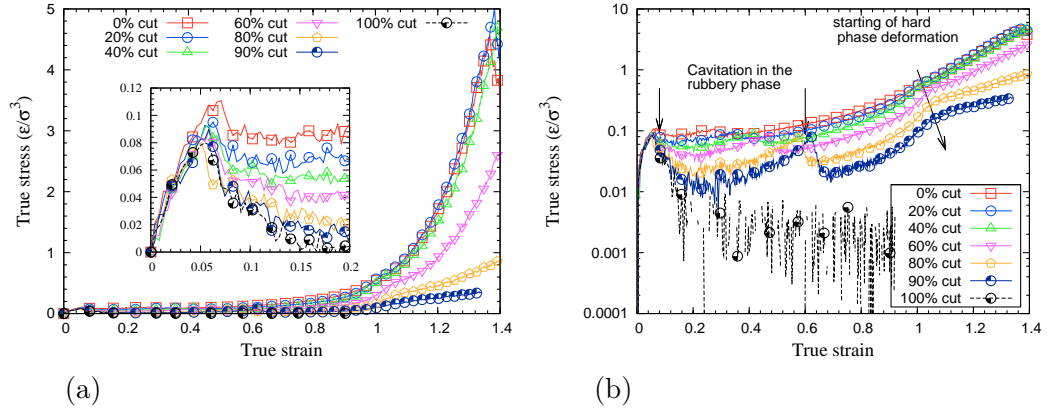 0% cut
20% cut
40% cut
60% cut
80% cut
90% cut
100% cut
True stress (ε/σ³)
5
4
3
2
1
0
0 0.2 0.4 0.6 0.8 1 1.2 1.4
True strain
0.12
0.1
0.08
0.06
0.04
0.02
0
0 0.05 0.1 0.15 0.2
(a)
True stress (ε/σ³)
10
1
0.1
0.01
0.001
0.0001
0 0.2 0.4 0.6 0.8 1 1.2 1.4
True strain
starting of hard
phase deformation
Cavitation in the
rubbery phase
0% cut
20% cut
40% cut
60% cut
80% cut
90% cut
100% cut
(b)